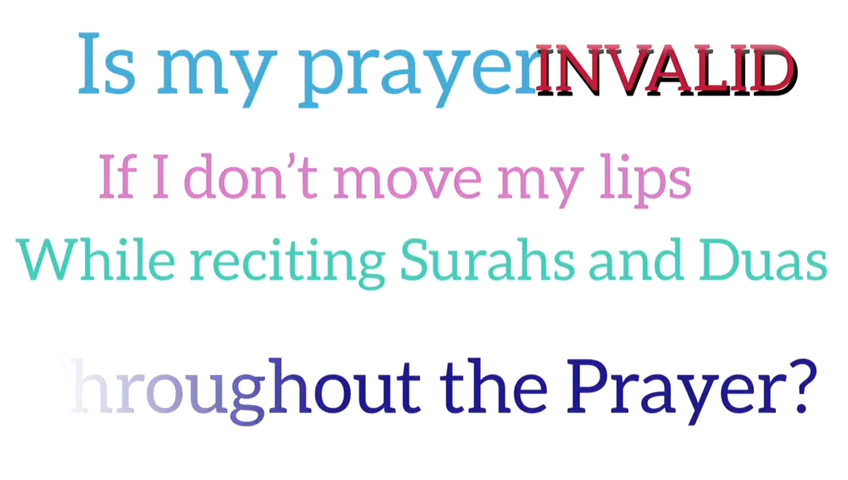 Is my prayer INVALID
If I don't move my lips
While reciting Surahs and Duas
Throughout the Prayer?